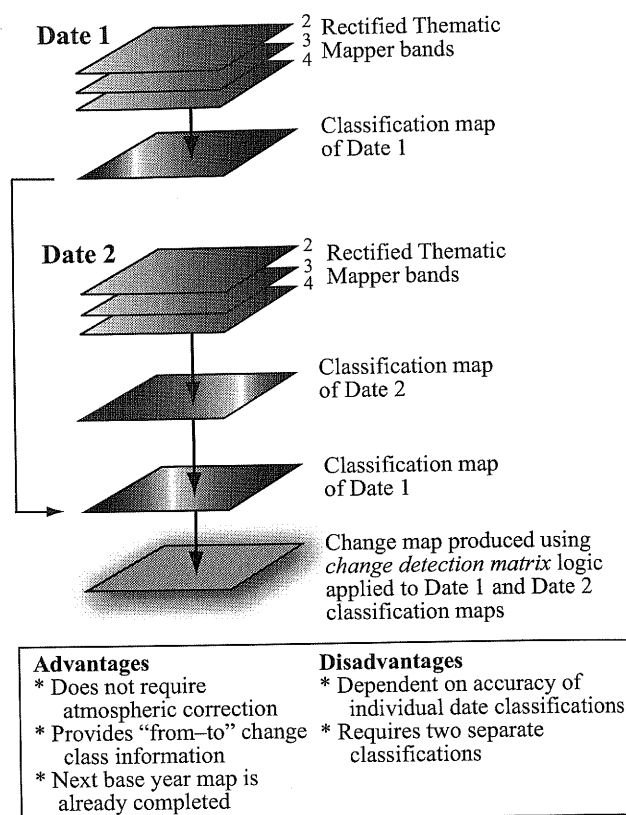 Date 1
2 Rectified Thematic
3 Mapper bands
4
Classification map
of Date 1
Date 2
2 Rectified Thematic
3 Mapper bands
4
Classification map
of Date 2
Classification map
of Date 1
Change map produced using
change detection matrix logic
applied to Date 1 and Date 2
classification maps
Advantages
* Does not require
atmospheric correction
* Provides “from–to” change
class information
* Next base year map is
already completed
Disadvantages
* Dependent on accuracy of
individual date classifications
* Requires two separate
classifications